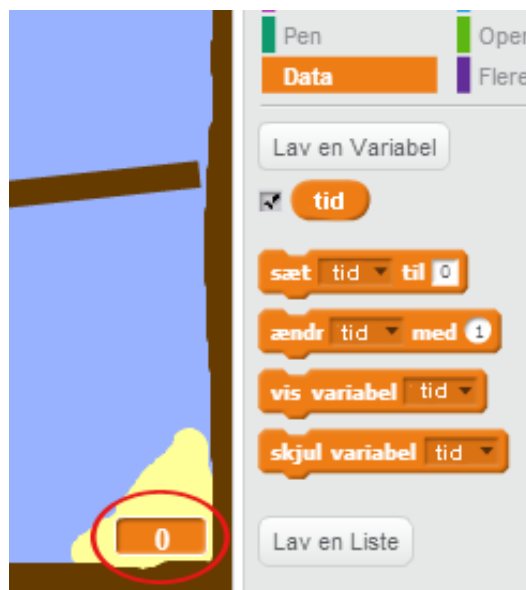 Pen Oper
Data Flere
Lav en Variabel
tid
sæt tid til 0
ændr tid med 1
vis variabel tid
skjul variabel tid
0
Lav en Liste